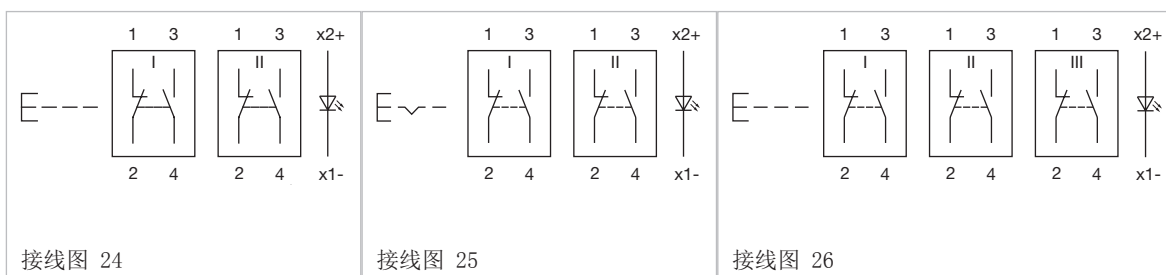 1 3 1 3 x2+
I II
2 4 2 4 x1-
接线图 24
1 3 1 3 x2+
I II
2 4 2 4 x1-
接线图 25
1 3 1 3 1 3 x2+
I II III
2 4 2 4 2 4 x1-
接线图 26